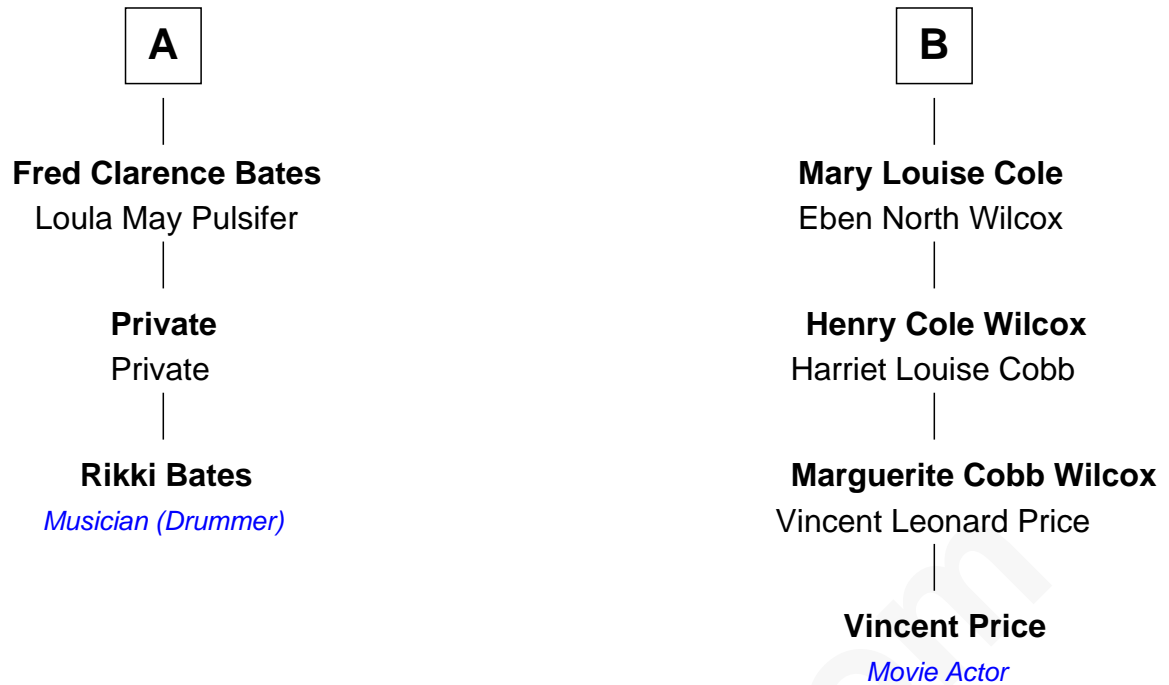 A
B
Fred Clarence Bates
Loula May Pulsifer
Mary Louise Cole
Eben North Wilcox
Private
Private
Henry Cole Wilcox
Harriet Louise Cobb
Rikki Bates
Musician (Drummer)
Marguerite Cobb Wilcox
Vincent Leonard Price
Vincent Price
Movie Actor
om